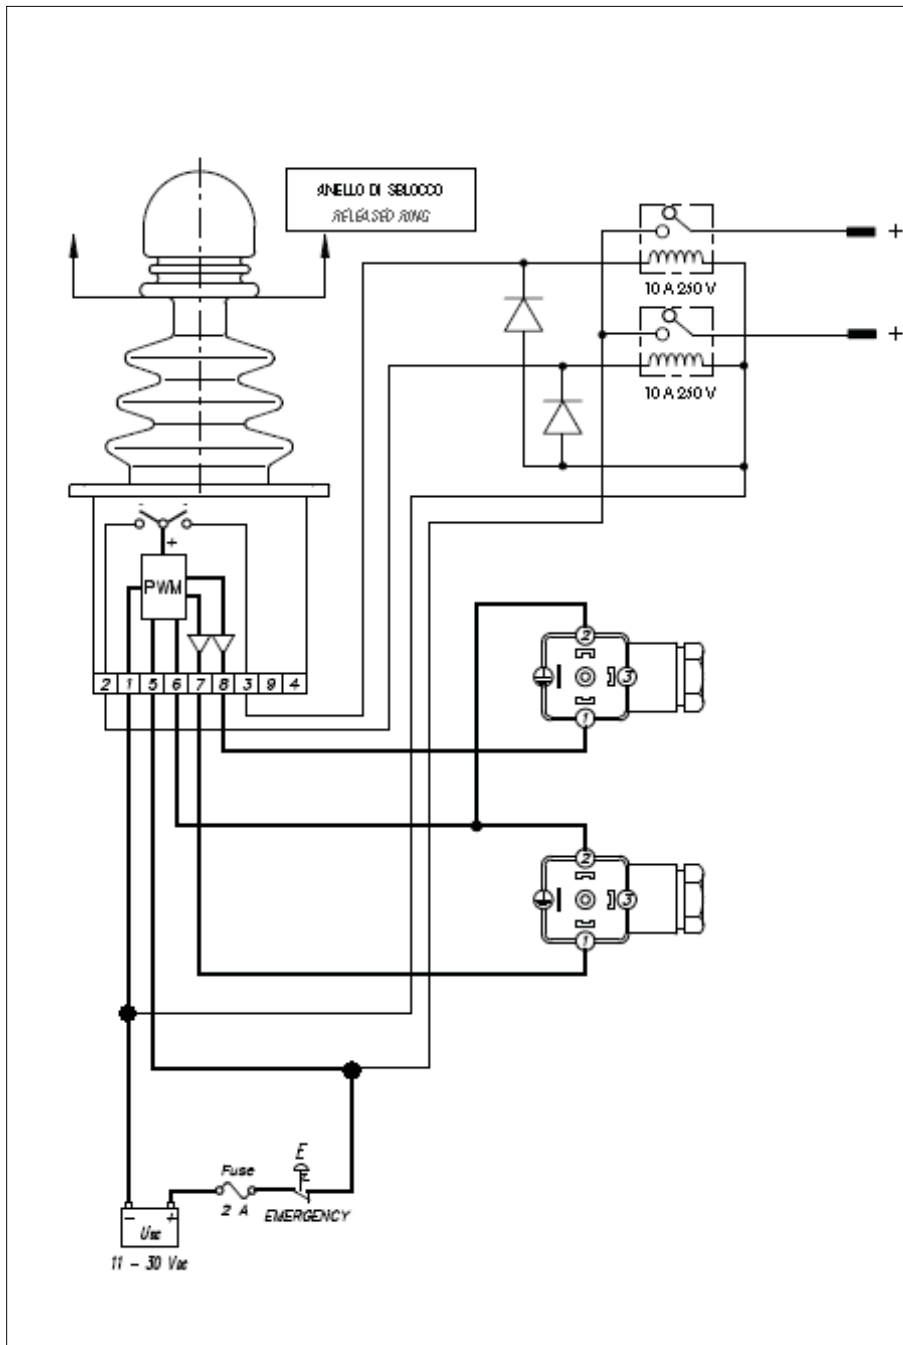 ANELLO DI SBLOCCO
RELEASED RING
+
10 A 250 V
+
10 A 250 V
- -
+
PWM
2 1 5 6 7 8 3 9 4
2
3
1
2
3
1
E
Fuse
2 A
EMERGENCY
- +
11 - 30 Vdc